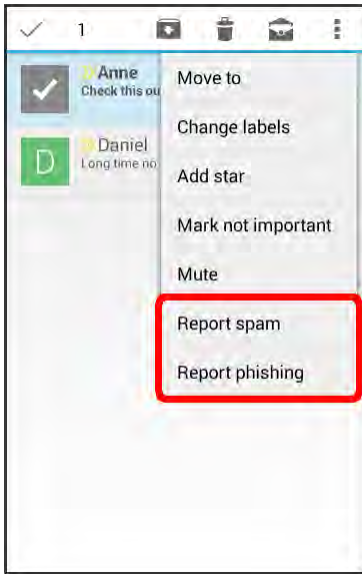 1
Anne
Check this ou
Move to
Change labels
D
Daniel
Long time no
Add star
Mark not important
Mute
Report spam
Report phishing